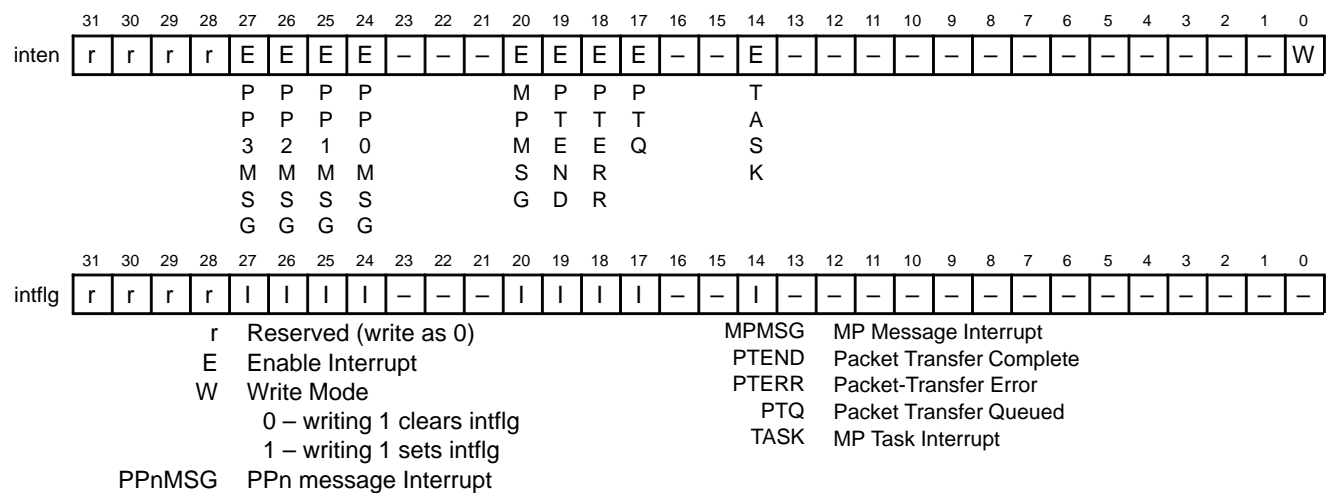 31 30 29 28 27 26 25 24 23 22 21 20 19 18 17 16 15 14 13 12 11 10 9 8 7 6 5 4 3 2 1 0
inten r r r r E E E E – – – E E E E – – E – – – – – – – – – – – – – W
P P P P M P P P T
P P P P P T T T A
3 2 1 0 M E E Q S
M M M M S N R K
S S S S G D R
G G G G
31 30 29 28 27 26 25 24 23 22 21 20 19 18 17 16 15 14 13 12 11 10 9 8 7 6 5 4 3 2 1 0
intflg r r r r I I I I – – – I I I I – – I – – – – – – – – – – – – – –
r Reserved (write as 0)
E Enable Interrupt
W Write Mode
0 – writing 1 clears intflg
1 – writing 1 sets intflg
PPnMSG PPn message Interrupt
MPMSG MP Message Interrupt
PTEND Packet Transfer Complete
PTERR Packet-Transfer Error
PTQ Packet Transfer Queued
TASK MP Task Interrupt